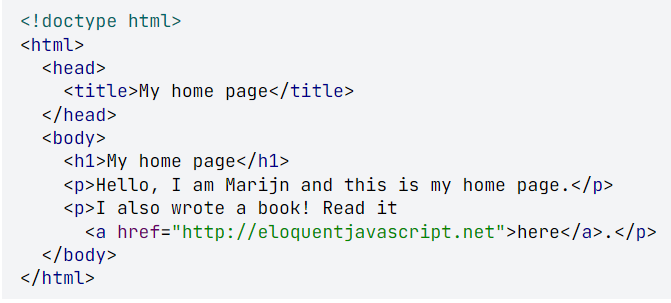 <!doctype html>
<html>
  <head>
    <title>My home page</title>
  </head>
  <body>
    <h1>My home page</h1>
    <p>Hello, I am Marijn and this is my home page.</p>
    <p>I also wrote a book! Read it
      <a href="http://eloquentjavascript.net">here</a>.</p>
  </body>
</html>